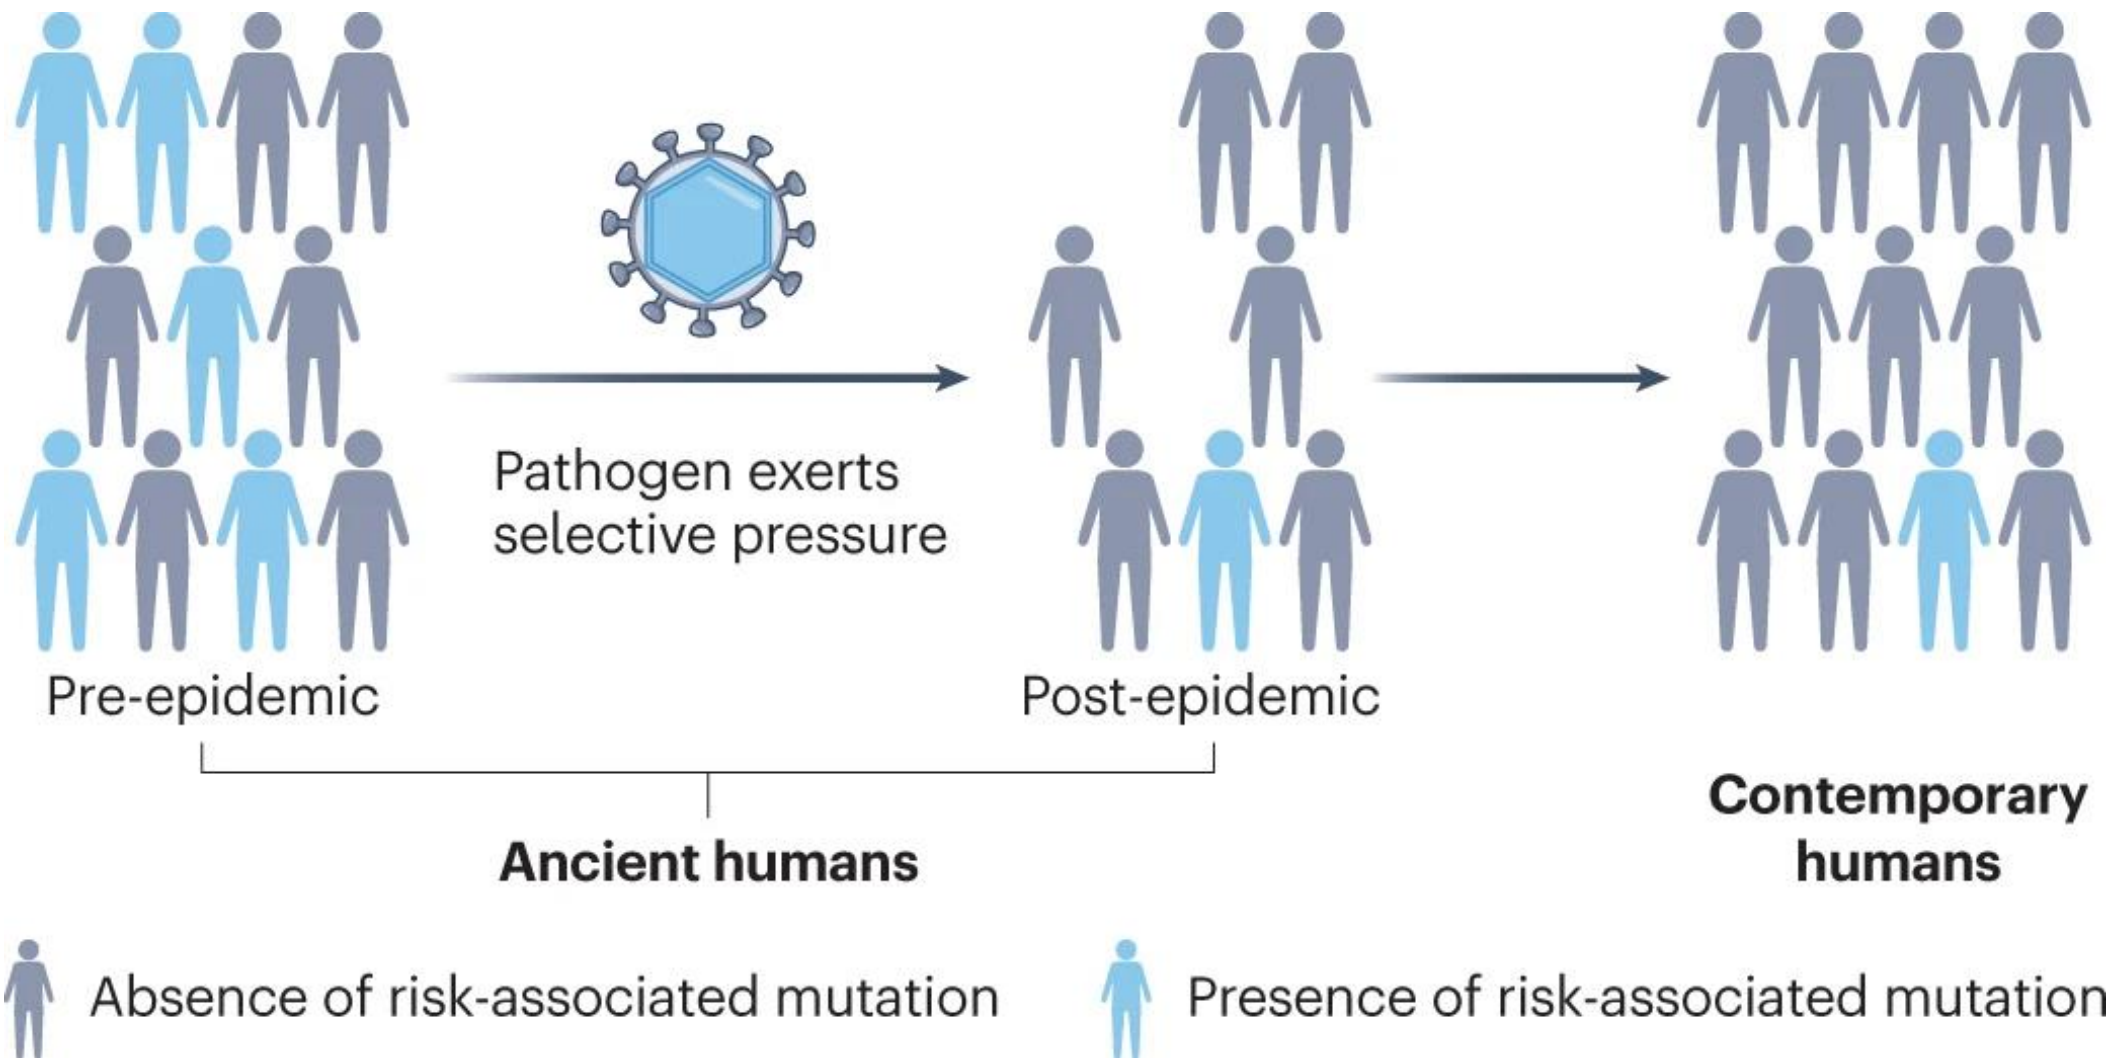 Pathogen exerts
selective pressure
Pre-epidemic
Post-epidemic
Ancient humans
Contemporary
humans
Absence of risk-associated mutation
Presence of risk-associated mutation